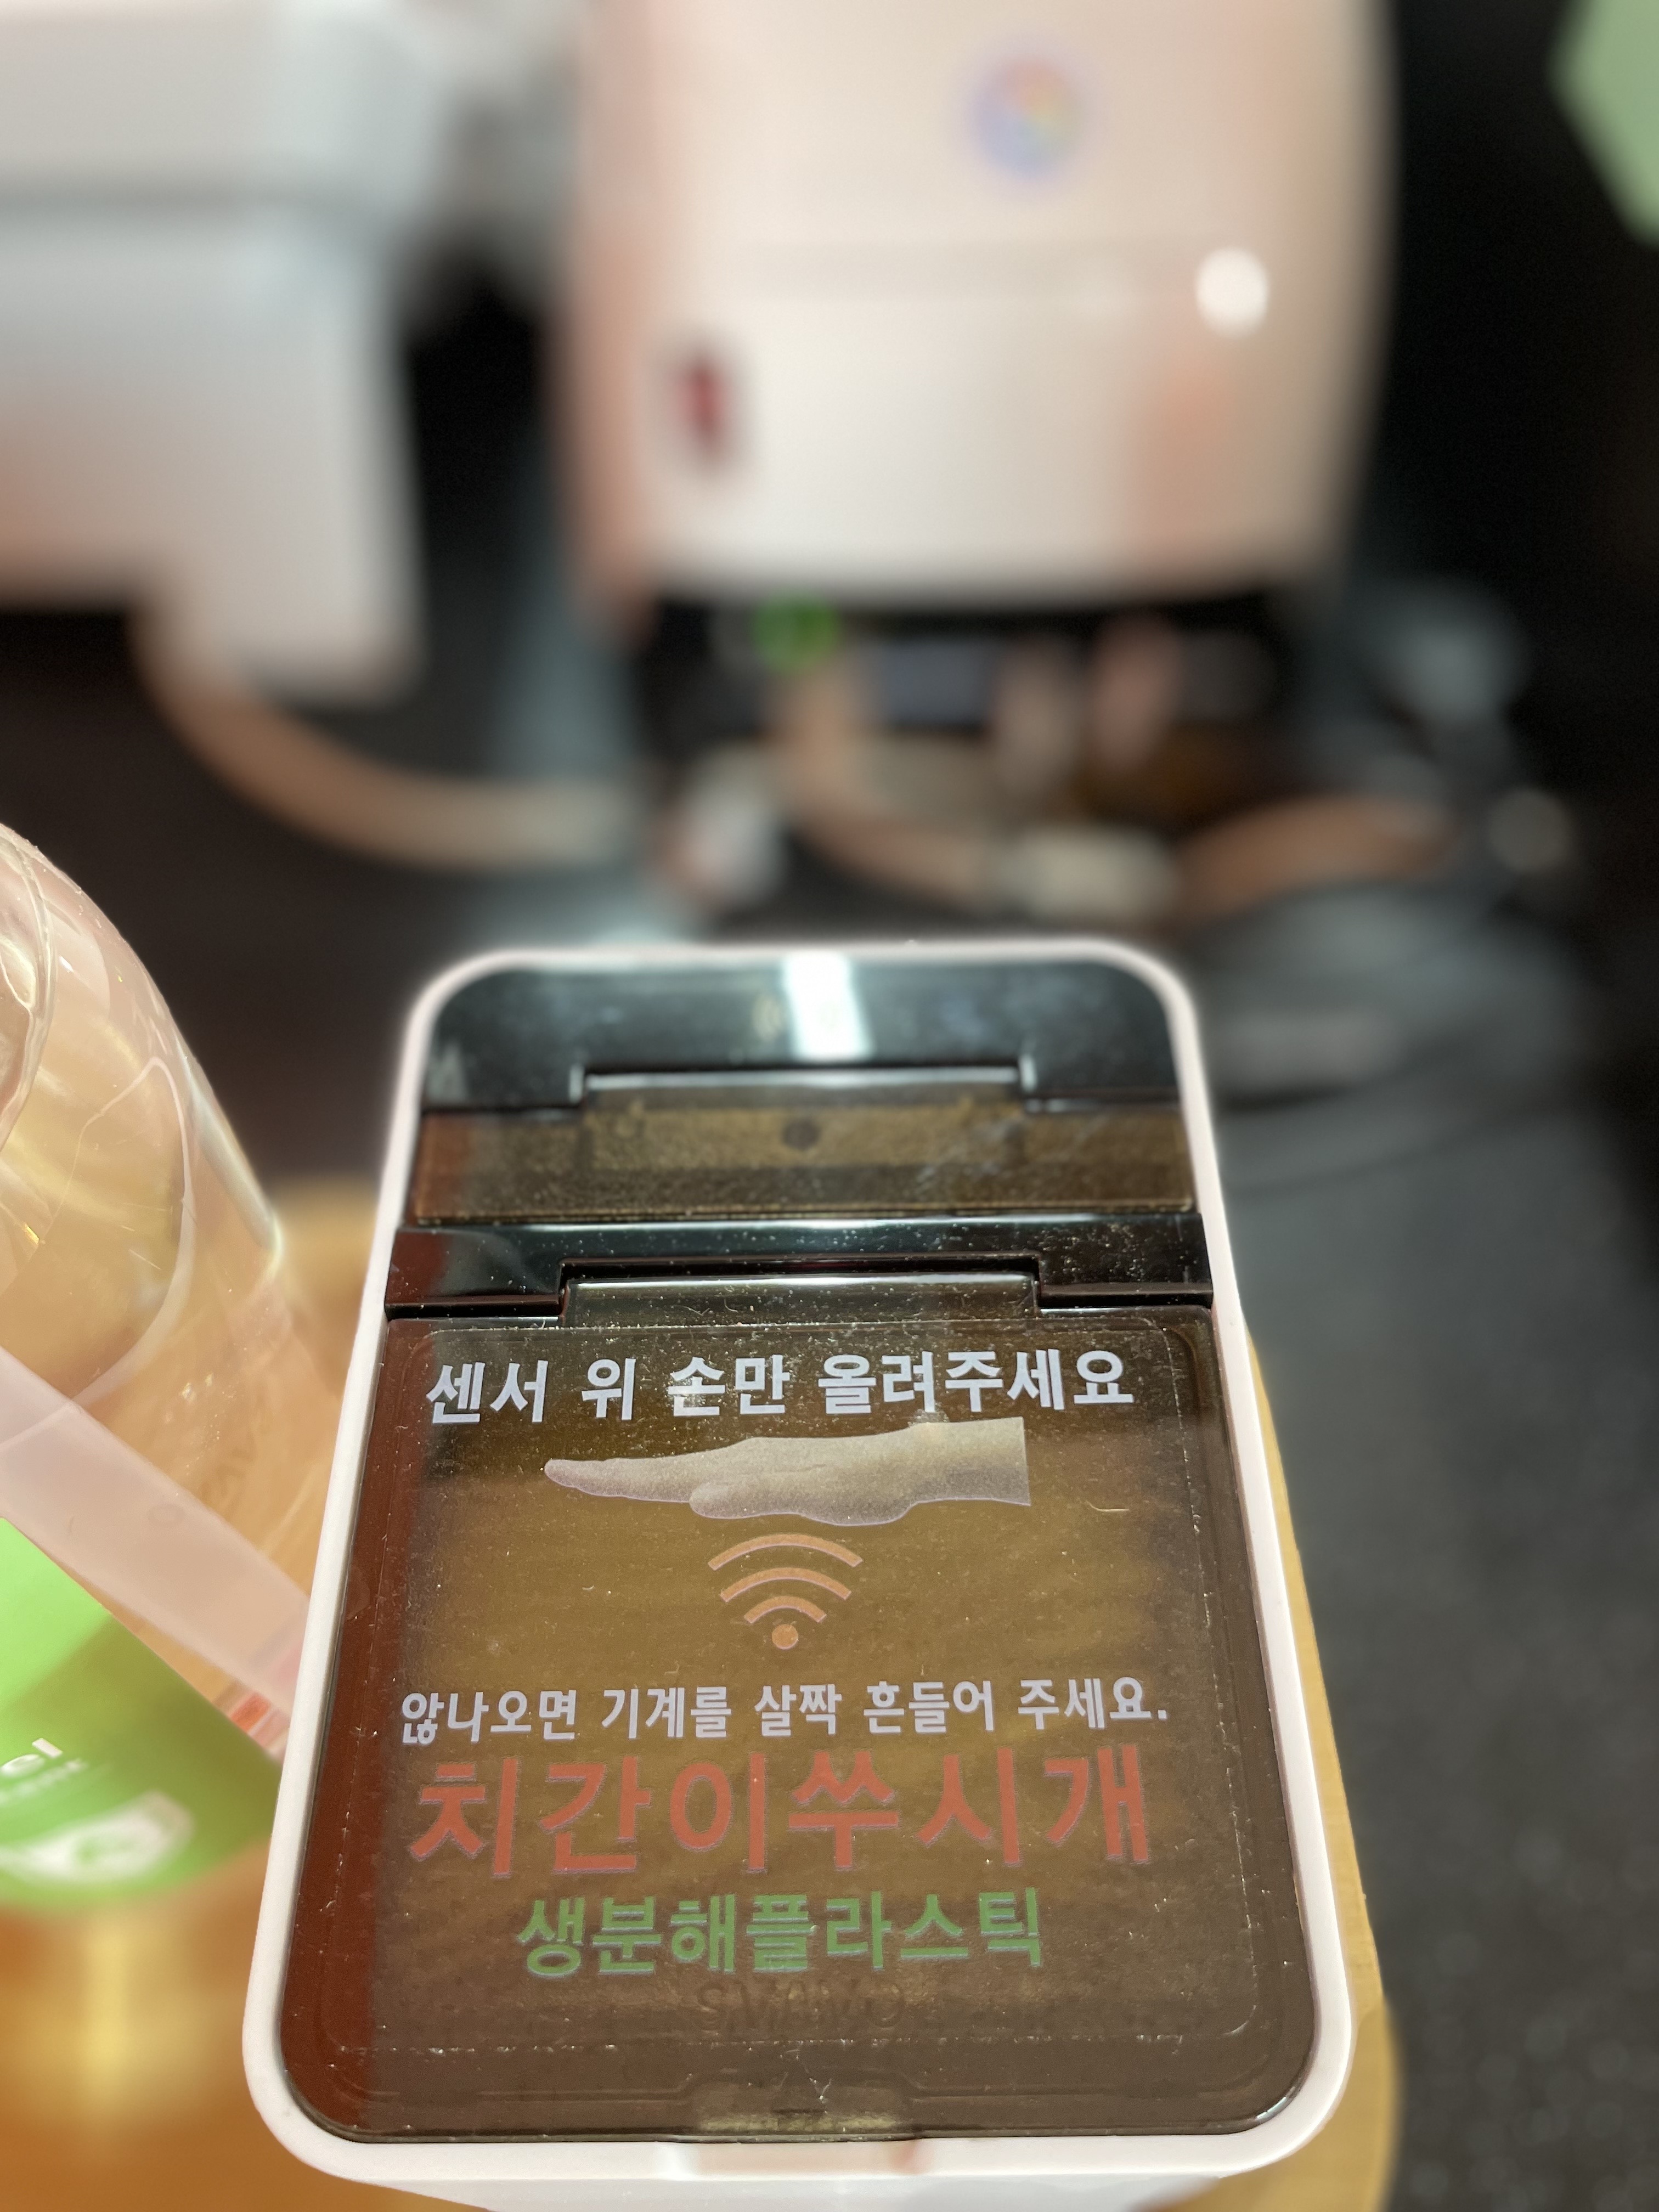 센서 위 손만 올려주세요
않나오면 기계를 살짝 흔들어 주세요.
치간이쑤시개
생분해플라스틱
el